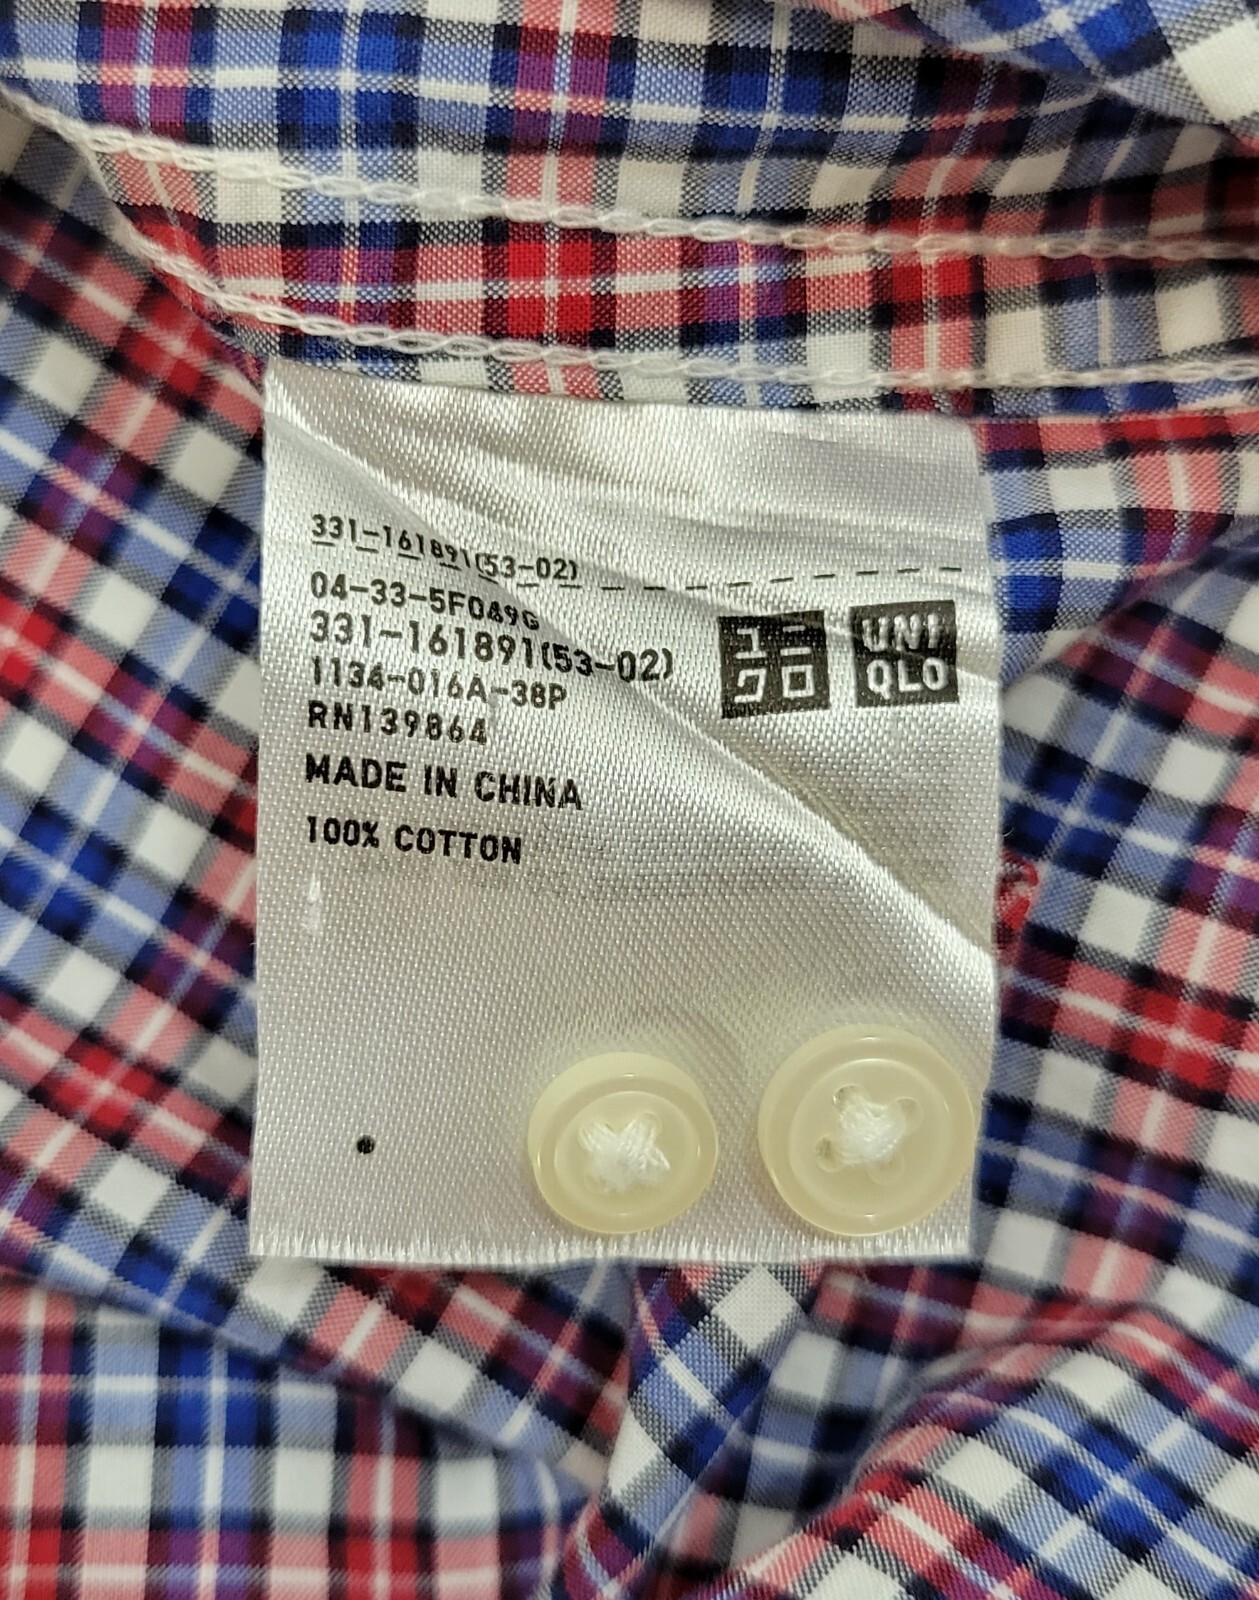 331-161891(53-02)
04-33-5F049G
331-161891(53-02)
1134-016A-38P
RN139864
MADE IN CHINA
100% COTTON
ユニ
クロ
UNI
QLO